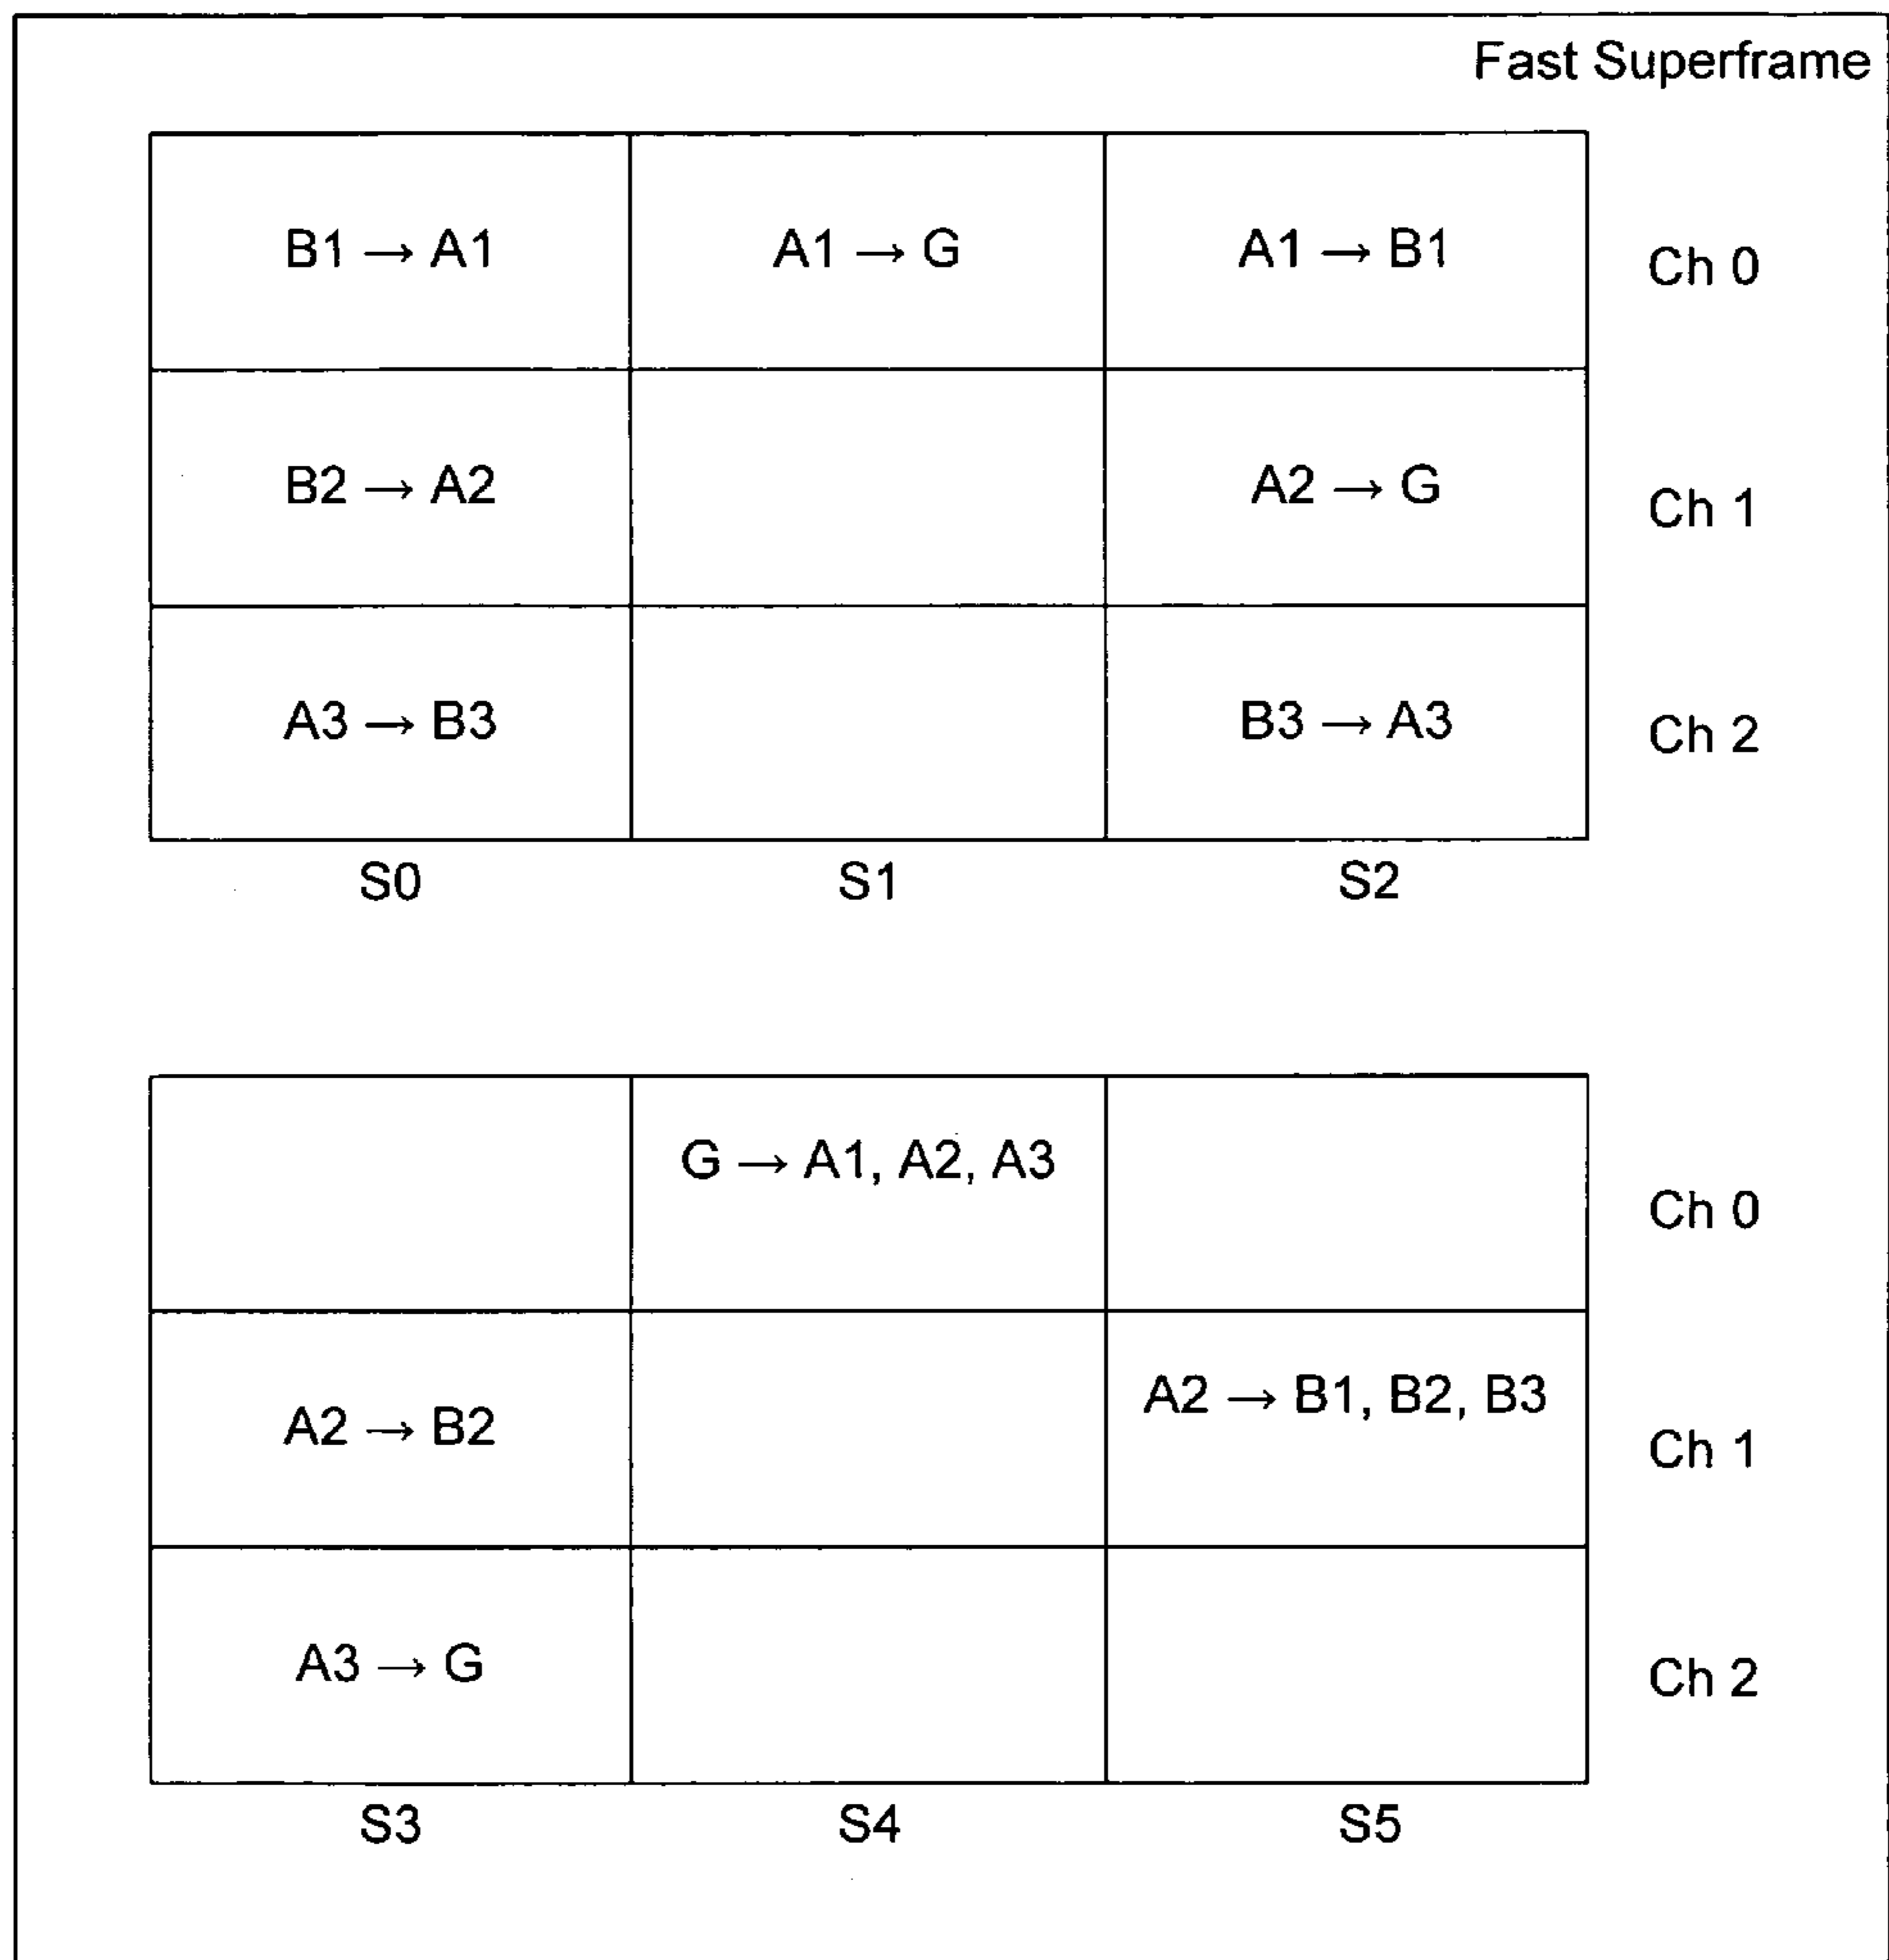 Fast Superframe
B1 → A1 A1 → G A1 → B1 Ch 0
B2 → A2 A2 → G Ch 1
A3 → B3 B3 → A3 Ch 2
S0 S1 S2
G → A1, A2, A3 Ch 0
A2 → B2 A2 → B1, B2, B3 Ch 1
A3 → G Ch 2
S3 S4 S5